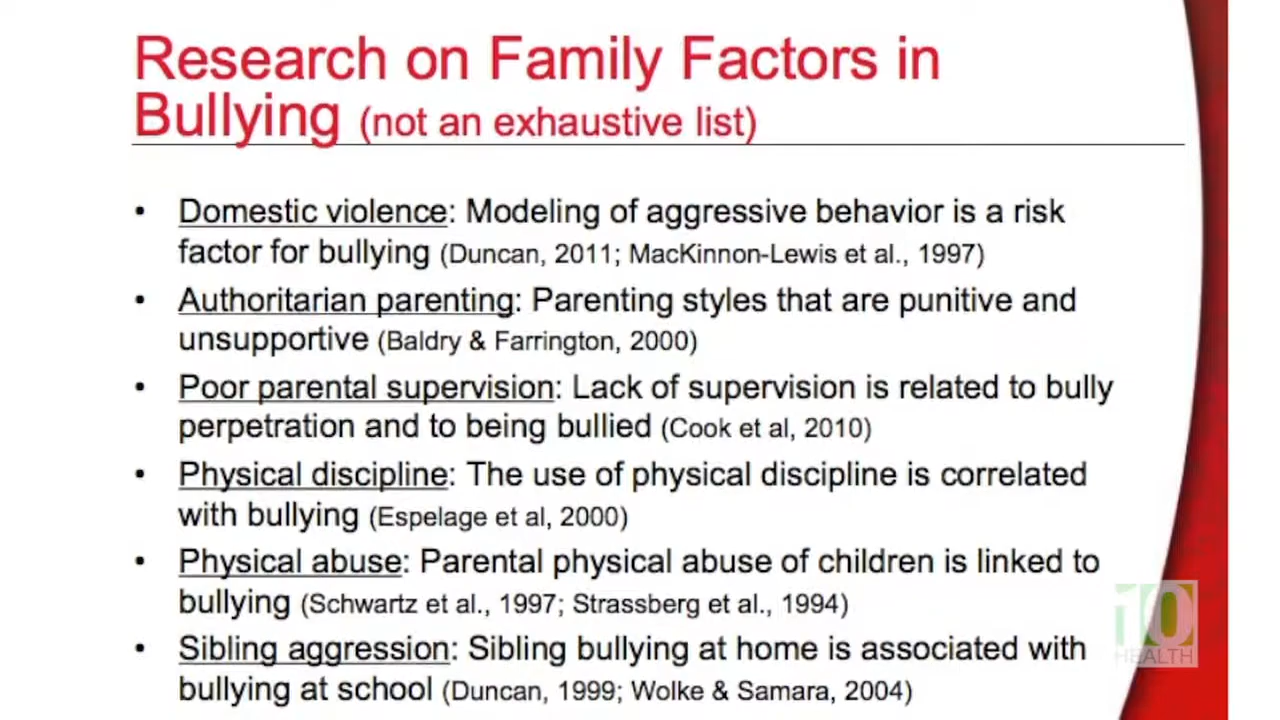 Research on Family Factors in
Bullying (not an exhaustive list)
• Domestic violence: Modeling of aggressive behavior is a risk
factor for bullying (Duncan, 2011; MacKinnon-Lewis et al., 1997)
• Authoritarian parenting: Parenting styles that are punitive and
unsupportive (Baldry & Farrington, 2000)
• Poor parental supervision: Lack of supervision is related to bully
perpetration and to being bullied (Cook et al, 2010)
• Physical discipline: The use of physical discipline is correlated
with bullying (Espelage et al, 2000)
• Physical abuse: Parental physical abuse of children is linked to
bullying (Schwartz et al., 1997; Strassberg et al., 1994)
• Sibling aggression: Sibling bullying at home is associated with
bullying at school (Duncan, 1999; Wolke & Samara, 2004)
10
HEALTH